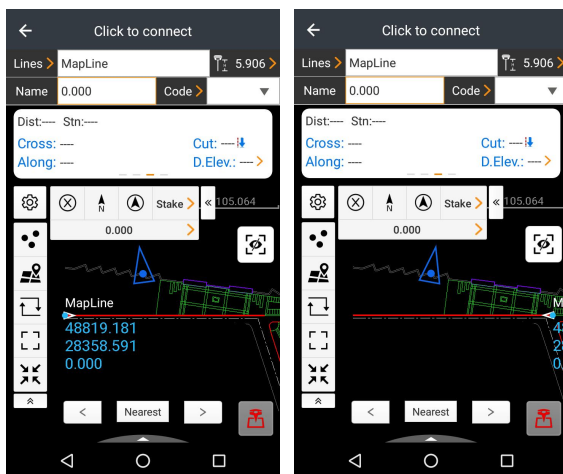 Click to connect
Lines > MapLine 5.906 >
Name 0.000 Code >
Dist:---- Stn:----
Cross: ---- Cut: ----
Along: ---- D.Elev.: ---- >
N Stake > « 105.064
0.000 >
MapLine
48819.181
28358.591
0.000
< Nearest >
Click to connect
Lines > MapLine 5.906 >
Name 0.000 Code >
Dist:---- Stn:----
Cross: ---- Cut: ----
Along: ---- D.Elev.: ---- >
N Stake > « 105.064
0.000 >
M
< Nearest >